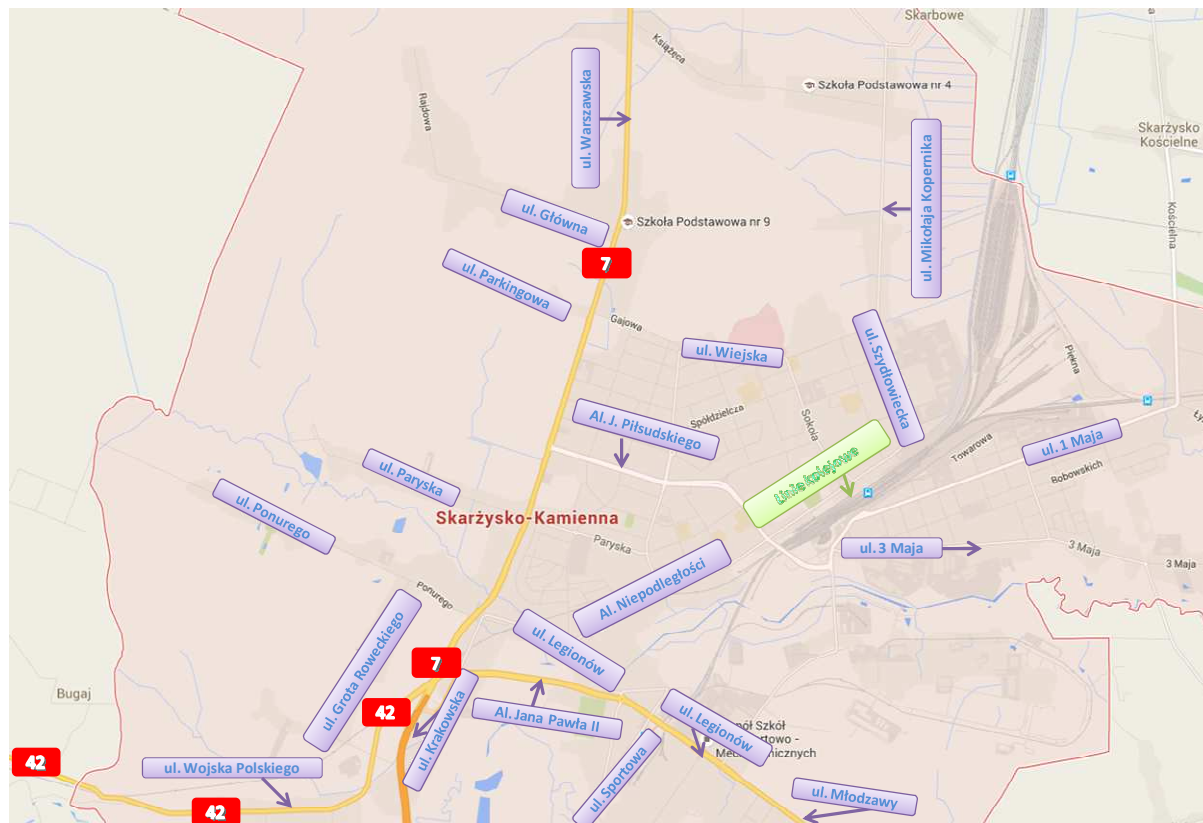 Skarbowe
Książęca
Szkoła Podstawowa nr 4
Rajdowa
ul. Warszawska
Skarżysko
Kościelne
ul. Mikołaja Kopernika
ul. Główna
Szkoła Podstawowa nr 9
Kościelna
7
ul. Parkingowa
Gajowa
ul. Wiejska
ul. Szydłowiecka
Piękna
Spółdzielcza
Sokola
Al. J. Piłsudskiego
Towarowa
ul. 1 Maja
Bobowskich
Linie kolejowe
ul. Paryska
ul. Ponurego
Skarżysko-Kamienna
Paryska
ul. 3 Maja
3 Maja
3 Maja
Al. Niepodległości
Ponurego
ul. Grota Roweckiego
ul. Legionów
7
Bugaj
42
ul. Krakowska
Al. Jana Pawła II
ul. Legionów
42
ul. Wojska Polskiego
ul. Sportowa
ul. Młodzawy
42